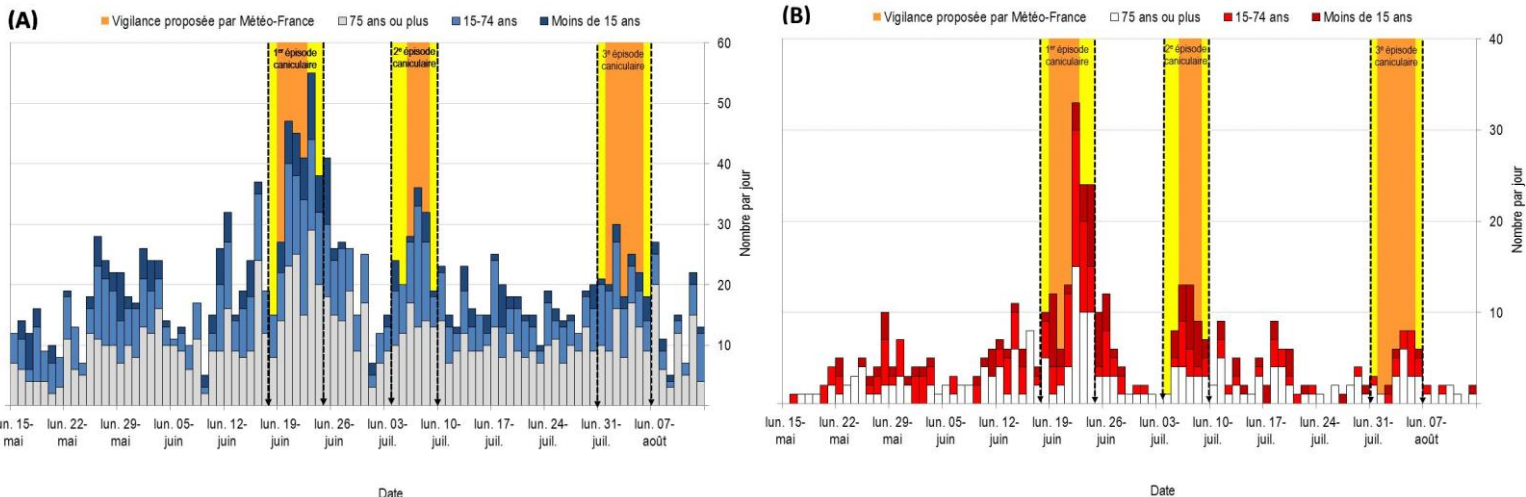 (A)
Vigilance proposée par Météo-France 75 ans ou plus 15-74 ans Moins de 15 ans
1er épisode caniculaire
2e épisode caniculaire
3e épisode caniculaire
60
50
40
30
20
10
Nombre par jour
lun. 15-mai lun. 22-mai lun. 29-mai lun. 05-juin lun. 12-juin lun. 19-juin lun. 26-juin lun. 03-juil. lun. 10-juil. lun. 17-juil. lun. 24-juil. lun. 31-juil. lun. 07-août
Date
(B)
Vigilance proposée par Météo-France 75 ans ou plus 15-74 ans Moins de 15 ans
1er épisode caniculaire
2e épisode caniculaire
3e épisode caniculaire
40
30
20
10
Nombre par jour
lun. 15-mai lun. 22-mai lun. 29-mai lun. 05-juin lun. 12-juin lun. 19-juin lun. 26-juin lun. 03-juil. lun. 10-juil. lun. 17-juil. lun. 24-juil. lun. 31-juil. lun. 07-août
Date